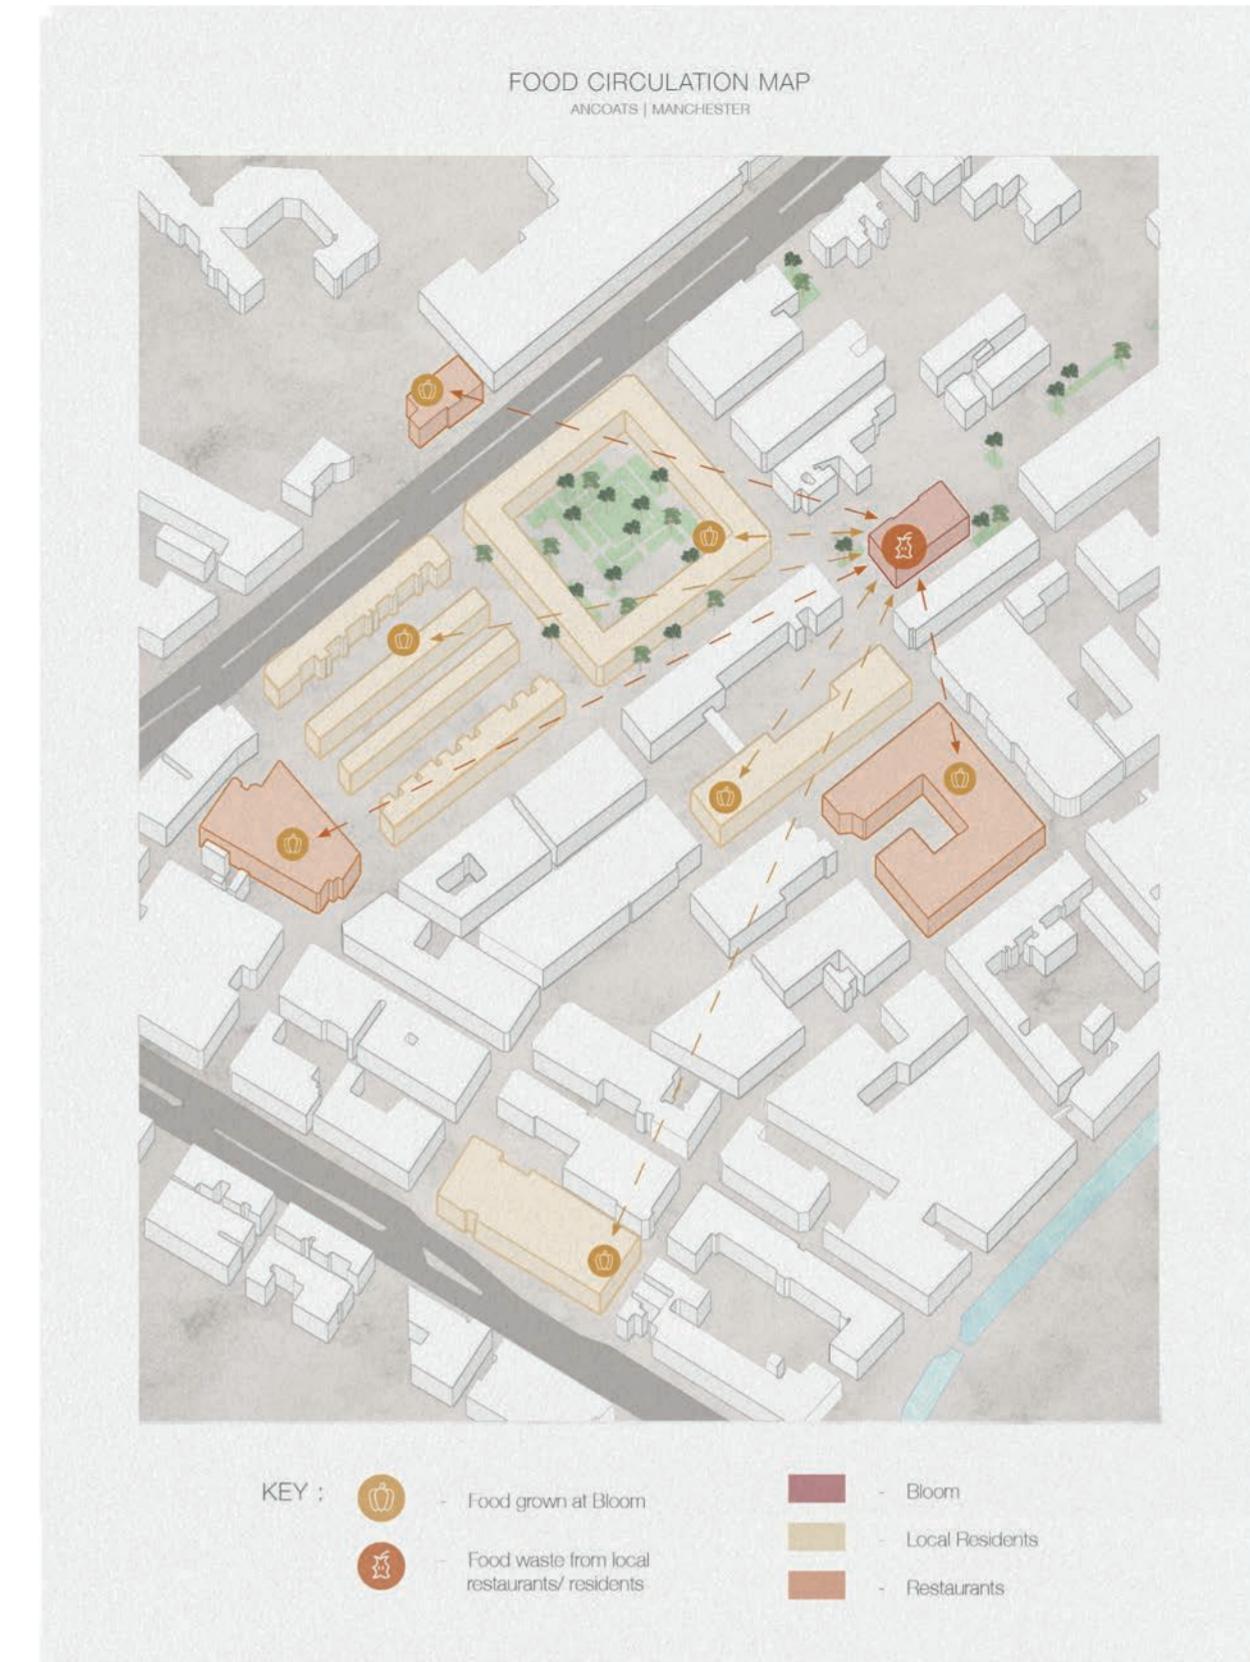 FOOD CIRCULATION MAP
ANCOATS | MANCHESTER
KEY :
- Food grown at Bloom
- Food waste from local
restaurants/ residents
- Bloom
- Local Residents
- Restaurants